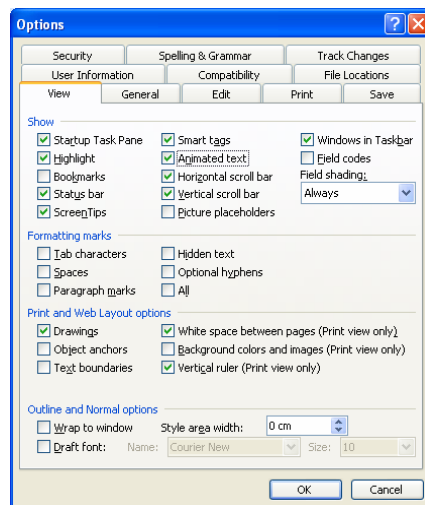 Options
Security Spelling & Grammar Track Changes
User Information Compatibility File Locations
View General Edit Print Save
Show
Startup Task Pane Smart tags Windows in Taskbar
Highlight Animated text Field codes
Bookmarks Horizontal scroll bar Field shading:
Status bar Vertical scroll bar Always
ScreenTips Picture placeholders
Formatting marks
Tab characters Hidden text
Spaces Optional hyphens
Paragraph marks All
Print and Web Layout options
Drawings White space between pages (Print view only)
Object anchors Background colors and images (Print view only)
Text boundaries Vertical ruler (Print view only)
Outline and Normal options
Wrap to window Style area width: 0 cm
Draft font: Name: Courier New Size: 10
OK Cancel